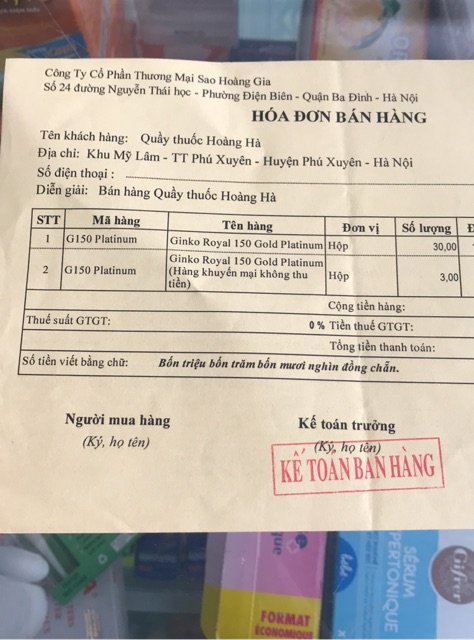 Công Ty Cổ Phần Thương Mại Sao Hoàng Gia
Số 24 đường Nguyễn Thái học - Phường Điện Biên - Quận Ba Đình - Hà Nội
HÓA ĐƠN BÁN HÀNG
Tên khách hàng: Quầy thuốc Hoàng Hà
Địa chỉ: Khu Mỹ Lâm - TT Phú Xuyên - Huyện Phú Xuyên - Hà Nội
Số điện thoại :
Diễn giải: Bán hàng Quầy thuốc Hoàng Hà
STT Mã hàng Tên hàng Đơn vị Số lượng
1 G150 Platinum Ginko Royal 150 Gold Platinum Hộp 30,00
2 G150 Platinum Ginko Royal 150 Gold Platinum (Hàng khuyến mại không thu tiền) Hộp 3,00
Cộng tiền hàng:
Thuế suất GTGT: 0 % Tiền thuế GTGT:
Tổng tiền thanh toán:
Số tiền viết bằng chữ: Bốn triệu bốn trăm bốn mươi nghìn đồng chẵn.
Người mua hàng Kế toán trưởng
(Ký, họ tên) (Ký, họ tên)
KẾ TOÁN BÁN HÀNG
FORMAT
ÉCONOMIQUE
bébé
SÉRUM
Gifrer